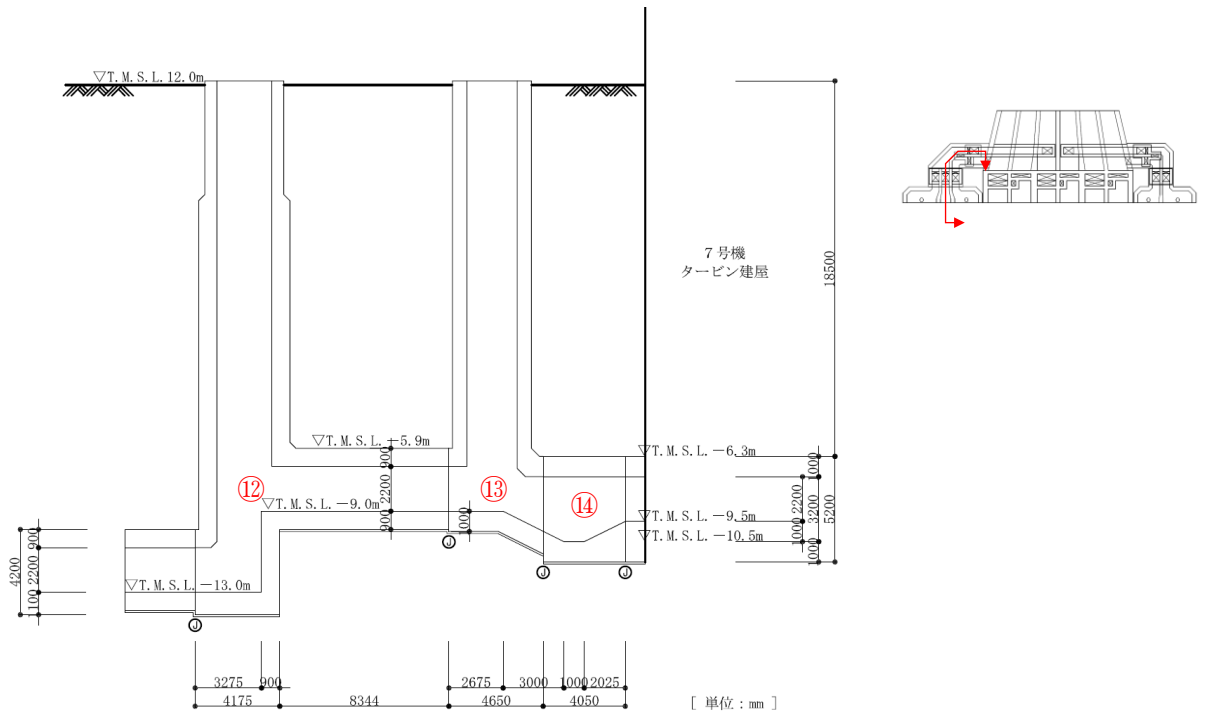 ▽T.M.S.L.12.0m
18500
7号機
タービン建屋
▽T.M.S.L.−5.9m
▽T.M.S.L.−6.3m
900
1000
⑫
⑬
⑭
2200
2200
3200
5200
▽T.M.S.L.−9.0m
▽T.M.S.L.−9.5m
900
1000
1000
▽T.M.S.L.−10.5m
1000
900
4200
2200
▽T.M.S.L.−13.0m
1100
J
J
J
J
3275
900
2675
3000
1000
2025
4175
8344
4650
4050
[ 単位:mm ]